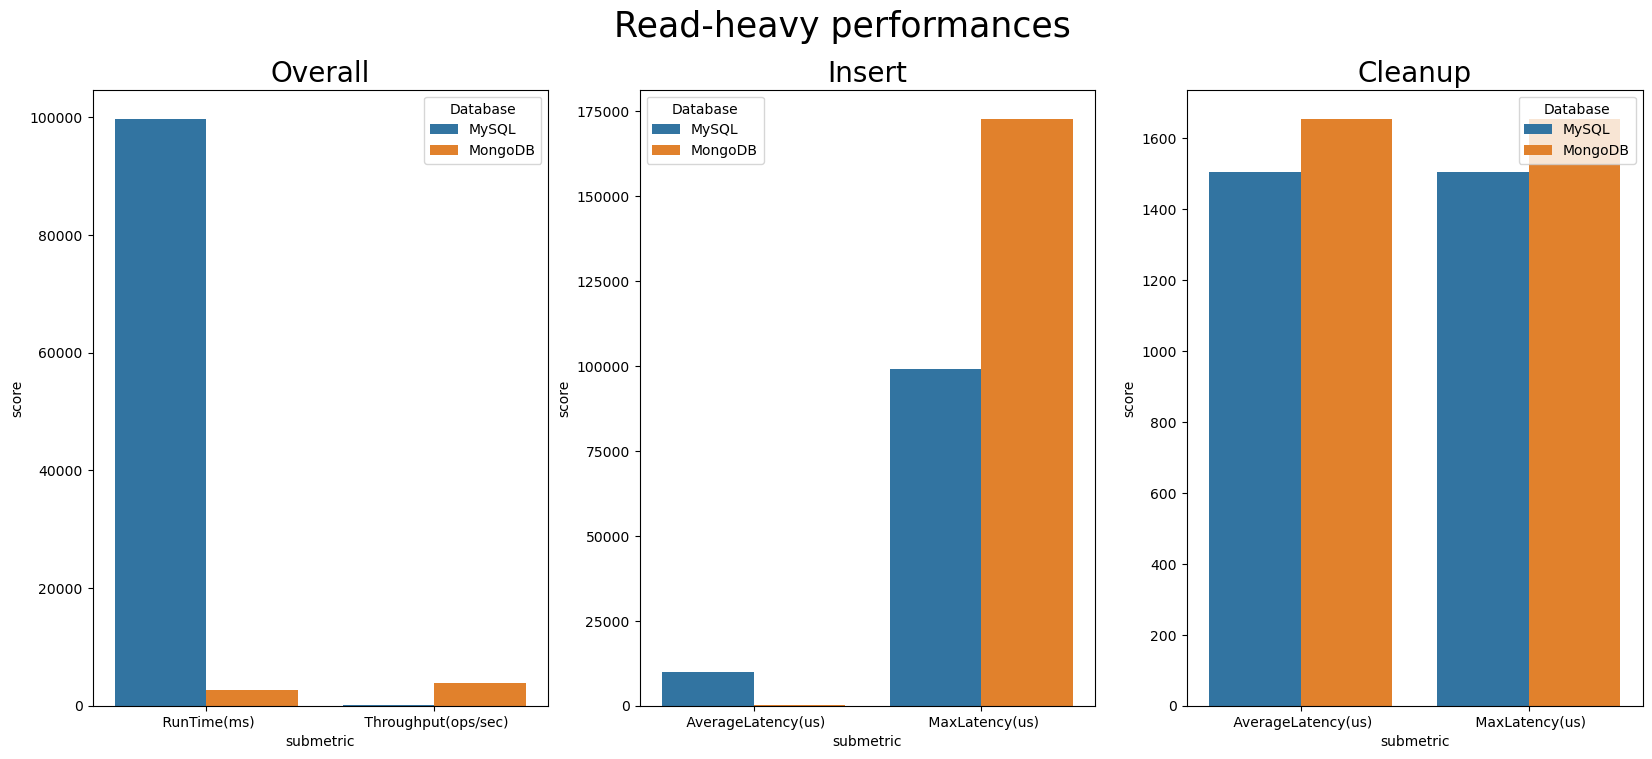 Read-heavy performances
Overall
Database
MySQL
MongoDB
100000
80000
60000
40000
20000
0
score
RunTime(ms)
Throughput(ops/sec)
submetric
Insert
Database
MySQL
MongoDB
175000
150000
125000
100000
75000
50000
25000
0
score
AverageLatency(us)
MaxLatency(us)
submetric
Cleanup
Database
MySQL
MongoDB
1600
1400
1200
1000
800
600
400
200
0
score
AverageLatency(us)
MaxLatency(us)
submetric